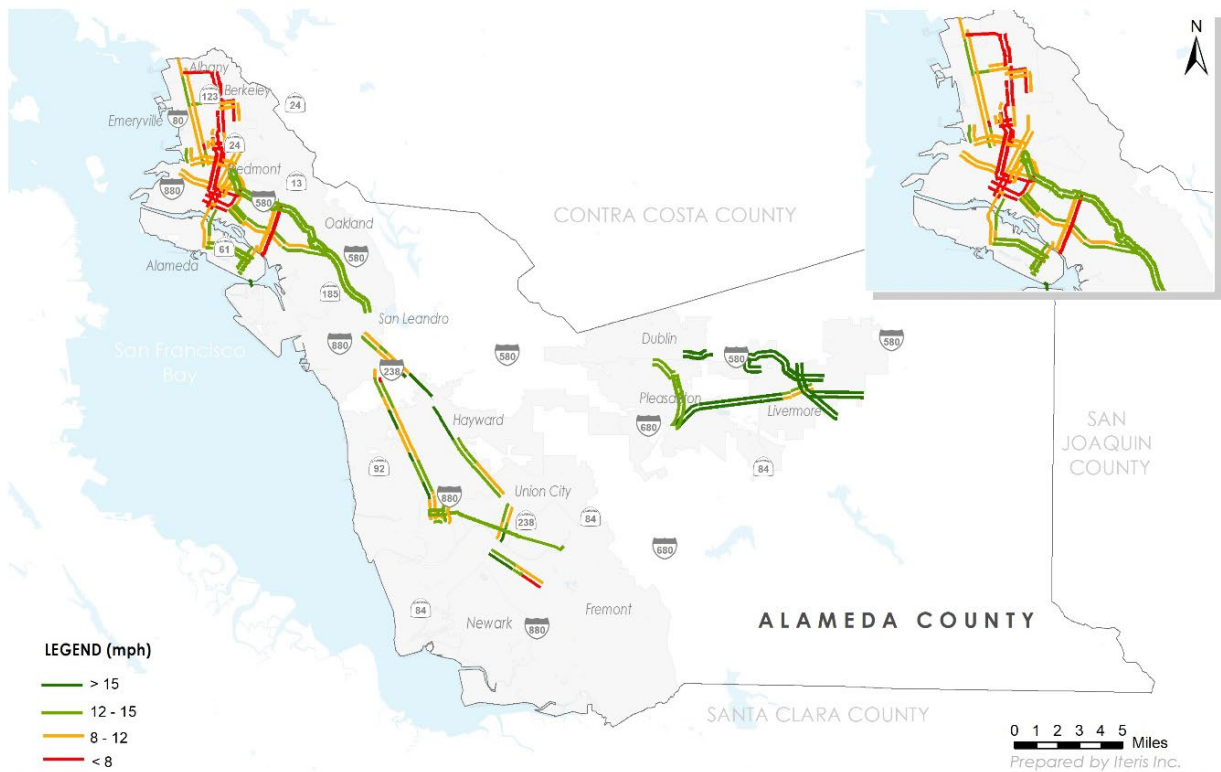 N
Albany
Berkeley
123
24
Emeryville
80
24
Piedmont
880
13
580
Oakland
CONTRA COSTA COUNTY
61
580
Alameda
185
San Leandro
880
San Francisco
Bay
238
580
Dublin
580
580
Pleasanton
Livermore
Hayward
680
SAN
JOAQUIN
COUNTY
92
84
880
Union City
238
84
680
84
Newark
880
Fremont
ALAMEDA COUNTY
LEGEND (mph)
> 15
12 - 15
8 - 12
< 8
SANTA CLARA COUNTY
0 1 2 3 4 5
Miles
Prepared by Iteris Inc.